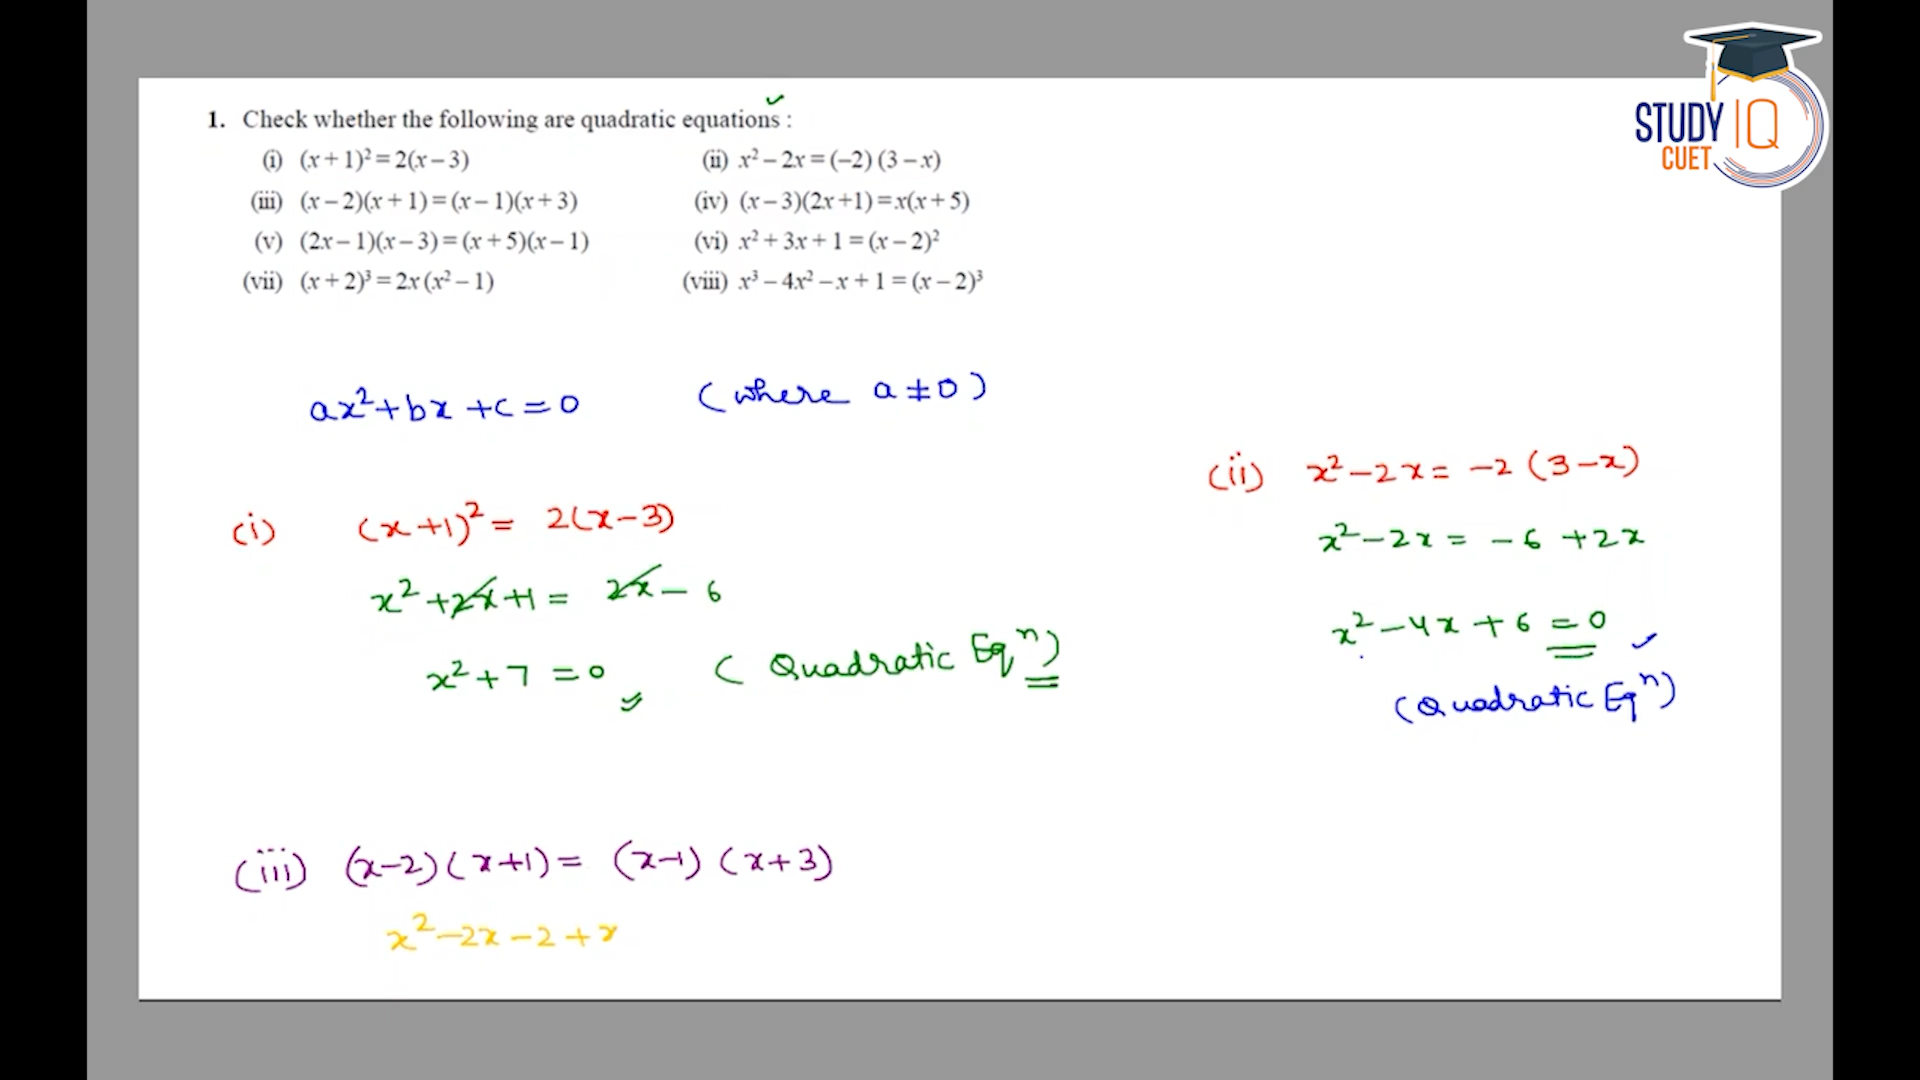 STUDY IQ
CUET
1. Check whether the following are quadratic equations :
(i) (x + 1)² = 2(x – 3)
(ii) x² – 2x = (–2) (3 – x)
(iii) (x – 2)(x + 1) = (x – 1)(x + 3)
(iv) (x – 3)(2x +1) = x(x + 5)
(v) (2x – 1)(x – 3) = (x + 5)(x – 1)
(vi) x² + 3x + 1 = (x – 2)²
(vii) (x + 2)³ = 2x (x² – 1)
(viii) x³ – 4x² – x + 1 = (x – 2)³
ax²+bx+c=0 (where a≠0)
(i) (x+1)² = 2(x-3)
x²+2x+1 = 2x-6
x²+7=0 (Quadratic Eqⁿ)
(ii) x²-2x = -2(3-x)
x²-2x = -6+2x
x²-4x+6=0
(Quadratic Eqⁿ)
(iii) (x-2)(x+1) = (x-1)(x+3)
x²-2x-2+x